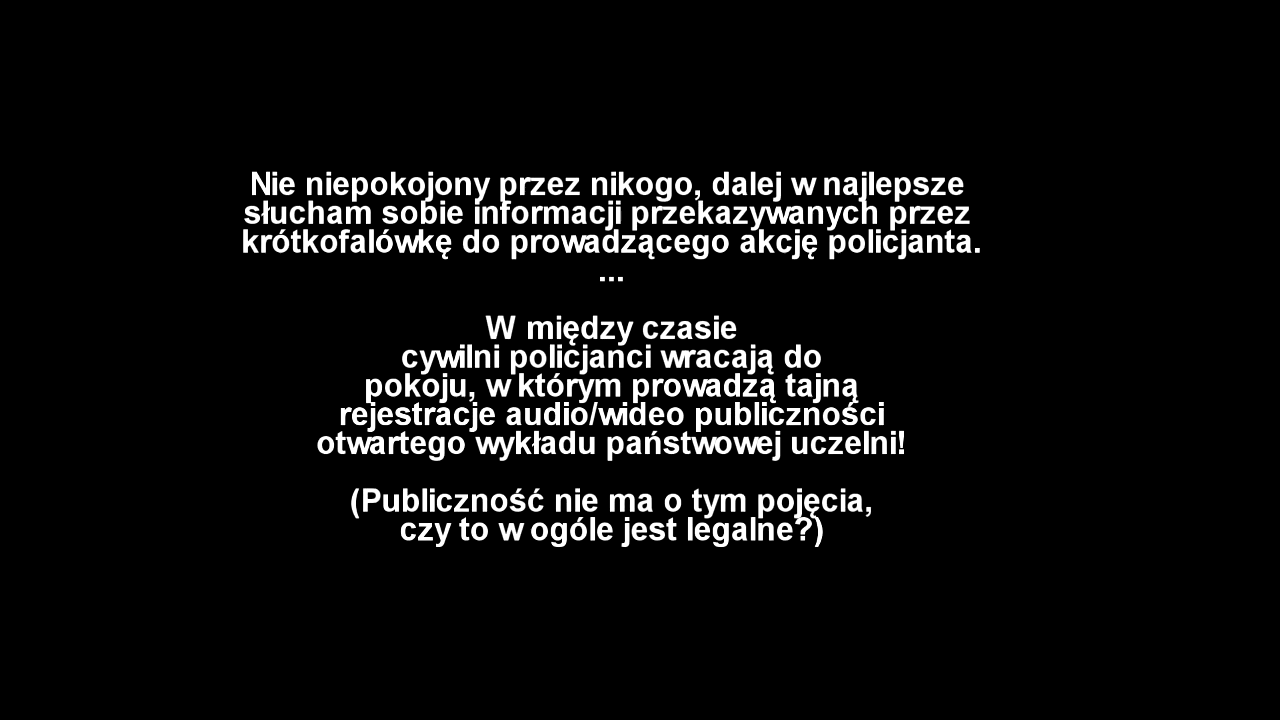 Nie niepokojony przez nikogo, dalej w najlepsze
słucham sobie informacji przekazywanych przez
krótkofalówkę do prowadzącego akcję policjanta.
...
W między czasie
cywilni policjanci wracają do
pokoju, w którym prowadzą tajną
rejestracje audio/wideo publiczności
otwartego wykładu państwowej uczelni!
(Publiczność nie ma o tym pojęcia,
czy to w ogóle jest legalne?)